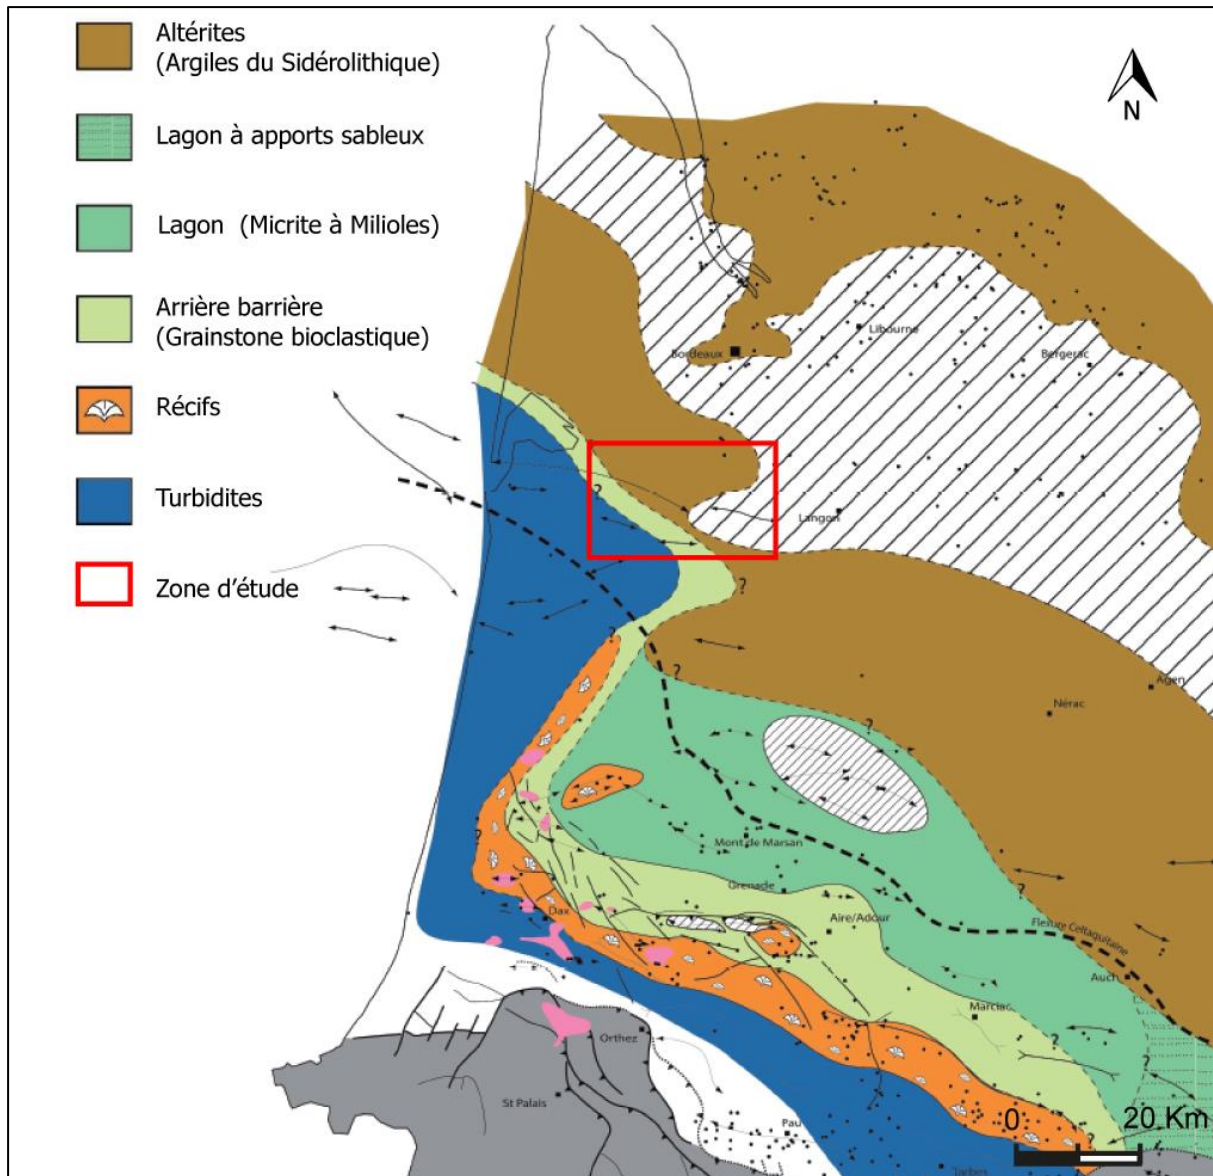 Altérites
(Argiles du Sidérolithique)
Lagon à apports sableux
Lagon (Micrite à Milioles)
Arrière barrière
(Grainstone bioclastique)
Récifs
Turbidites
Zone d'étude
N
Libourne
Bordeaux
Bergerac
?
Langon
?
?
?
Agen
Nérac
?
?
Mont de Marsan
?
Grenade
?
Dax
Aire/Adour
Flexure Celtaquitaine
Auch
Marciac
?
?
Orthez
St Palais
Pau
0
20 Km
?
Tarbes